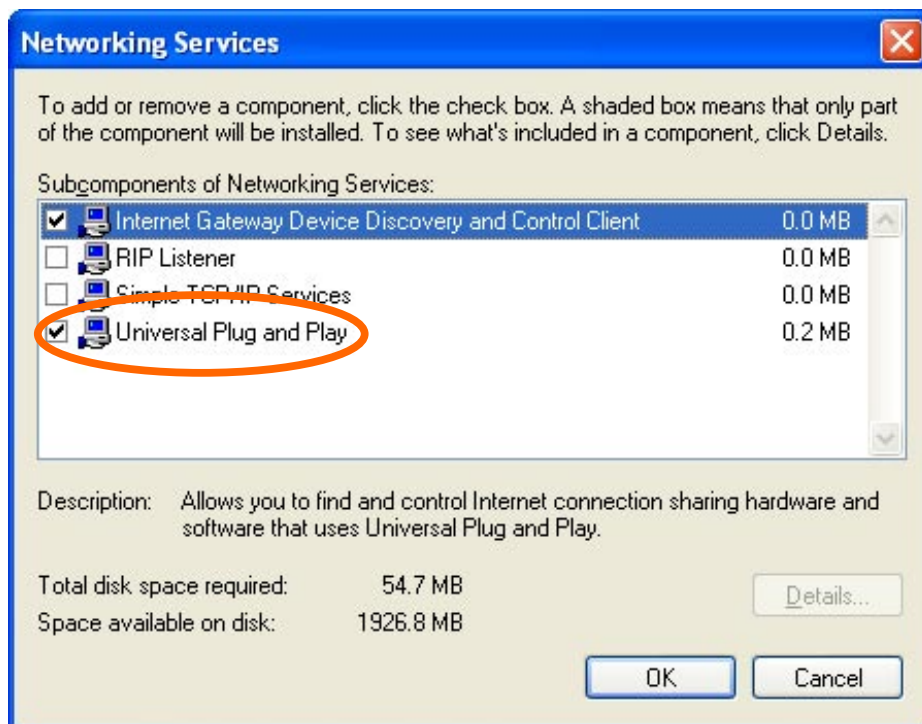 Networking Services
To add or remove a component, click the check box. A shaded box means that only part
of the component will be installed. To see what's included in a component, click Details.
Subcomponents of Networking Services:
Internet Gateway Device Discovery and Control Client 0.0 MB
RIP Listener 0.0 MB
Simple TCP/IP Services 0.0 MB
Universal Plug and Play 0.2 MB
Description: Allows you to find and control Internet connection sharing hardware and
software that uses Universal Plug and Play.
Total disk space required: 54.7 MB
Details...
Space available on disk: 1926.8 MB
OK Cancel